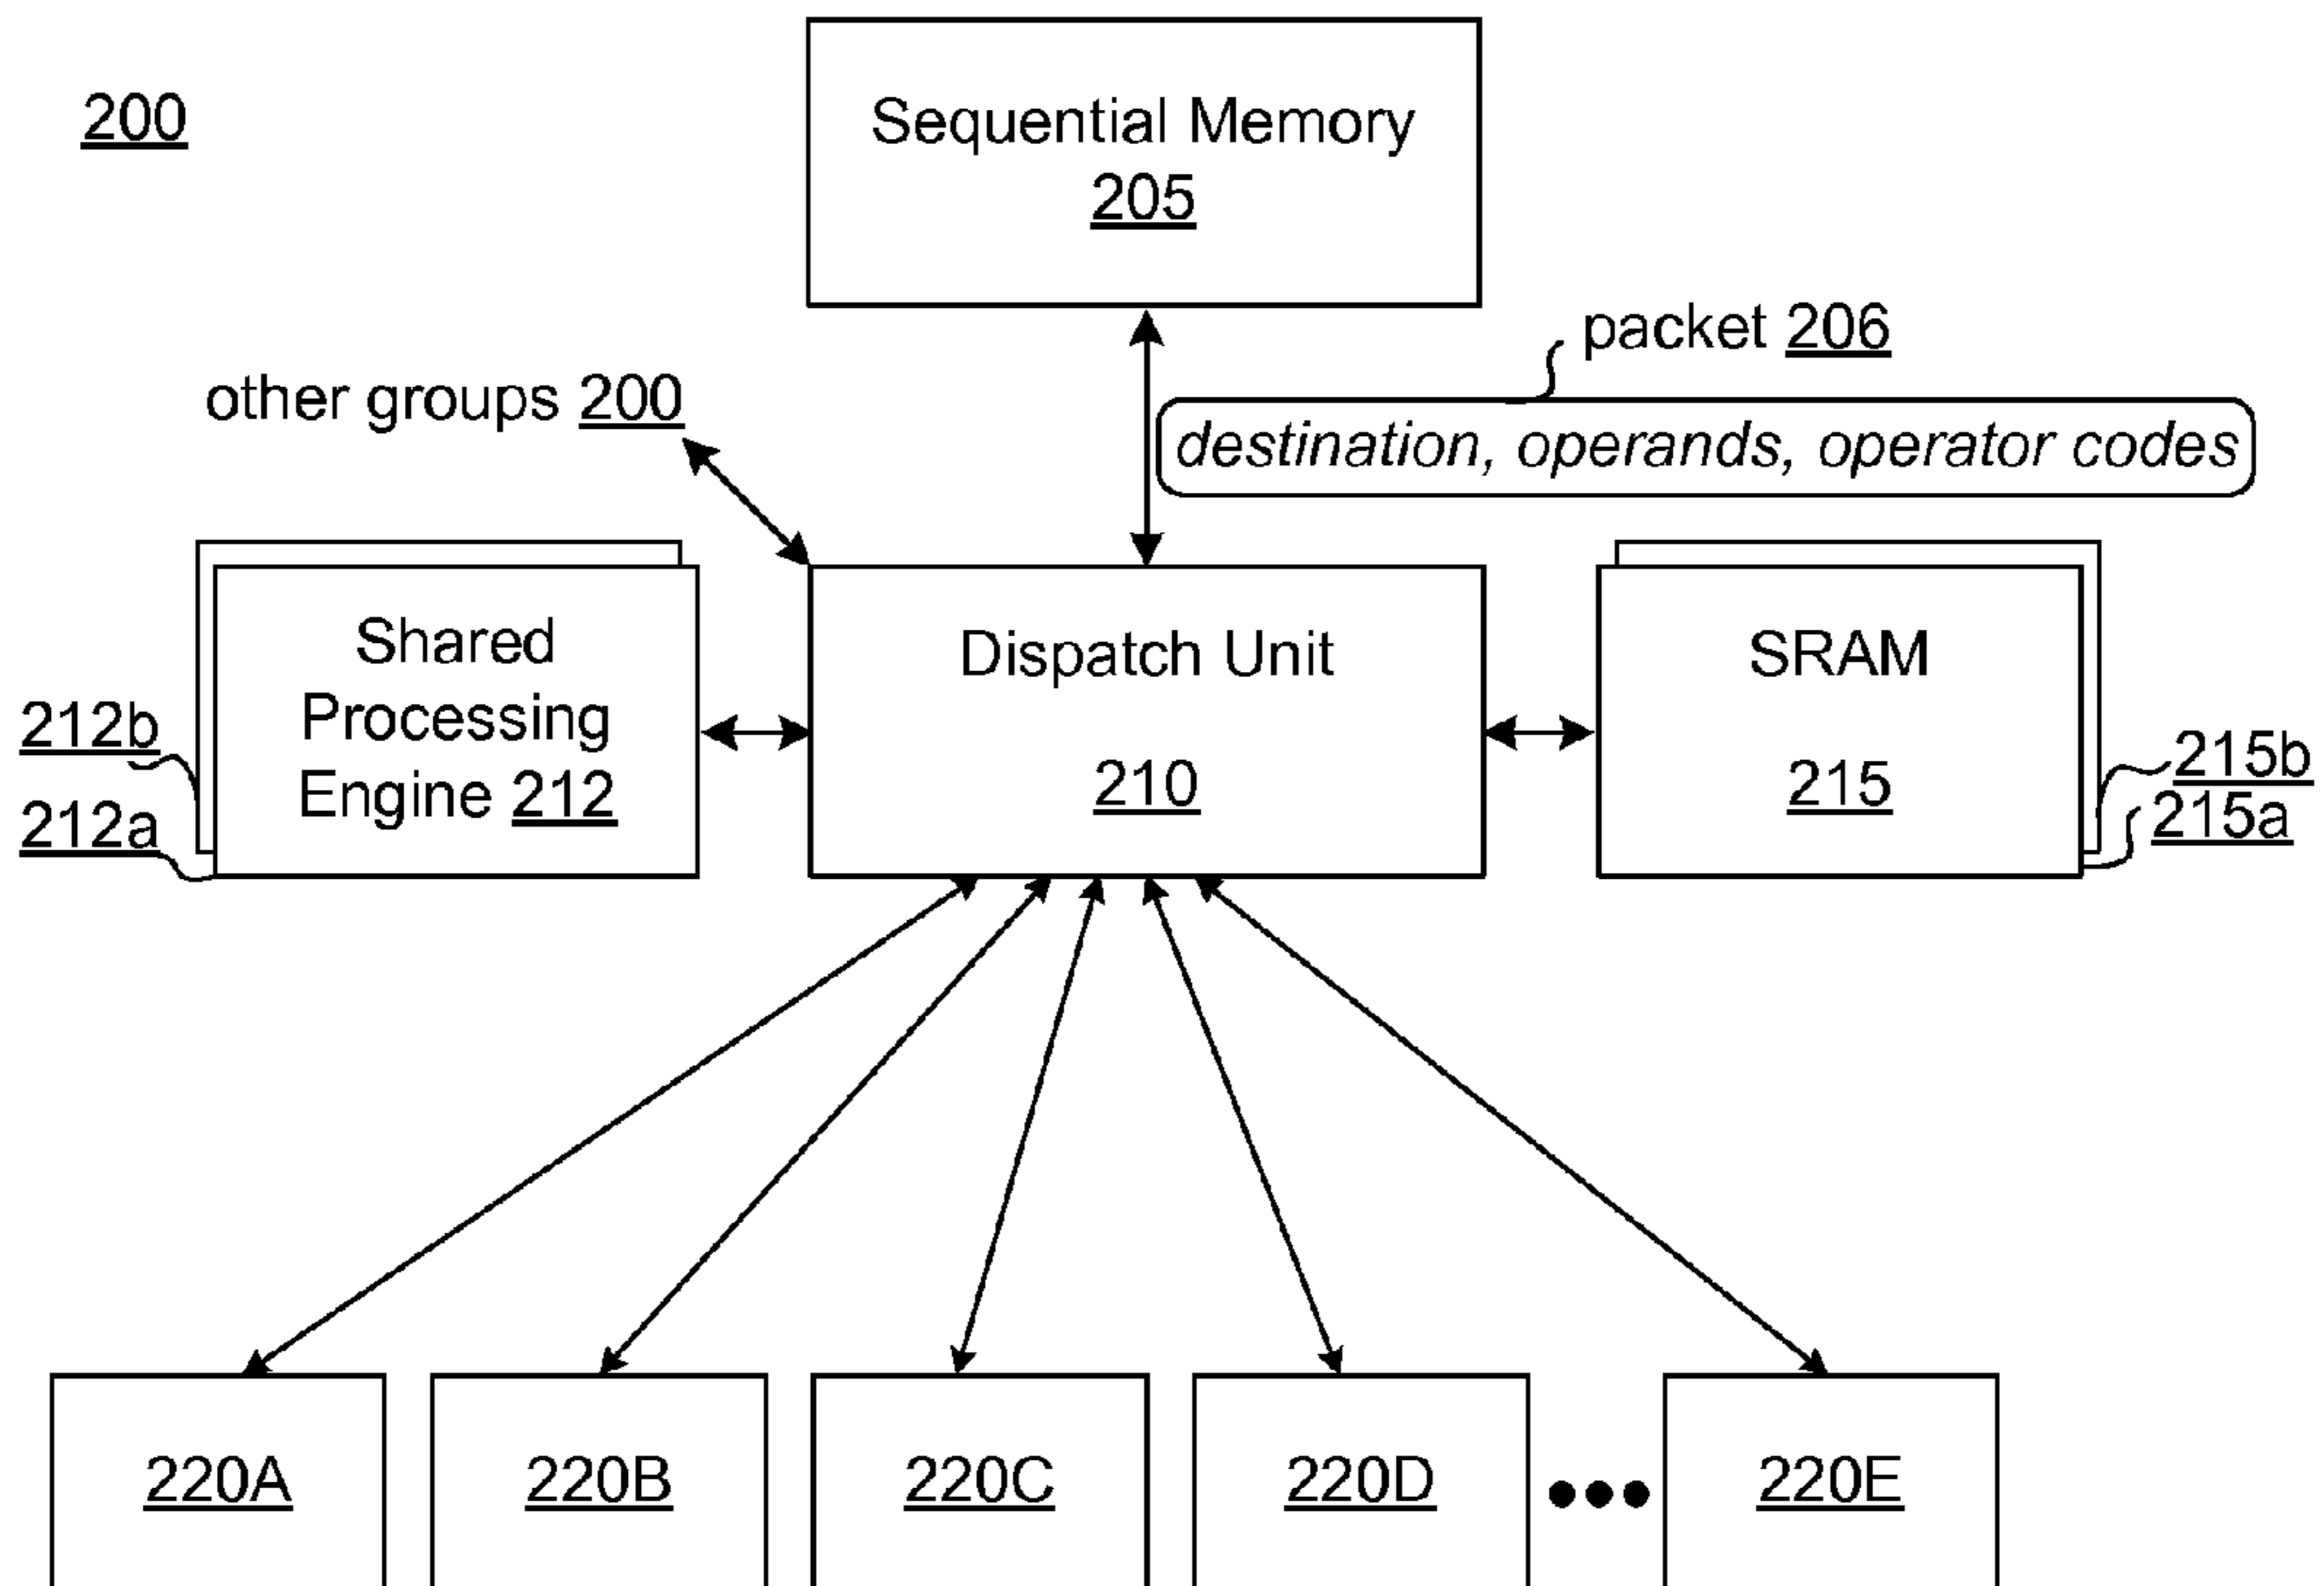 200
Sequential Memory
205
packet 206
other groups 200
destination, operands, operator codes
Shared
Processing
Engine 212
212b
212a
Dispatch Unit
210
SRAM
215
215b
215a
220A
220B
220C
220D
220E